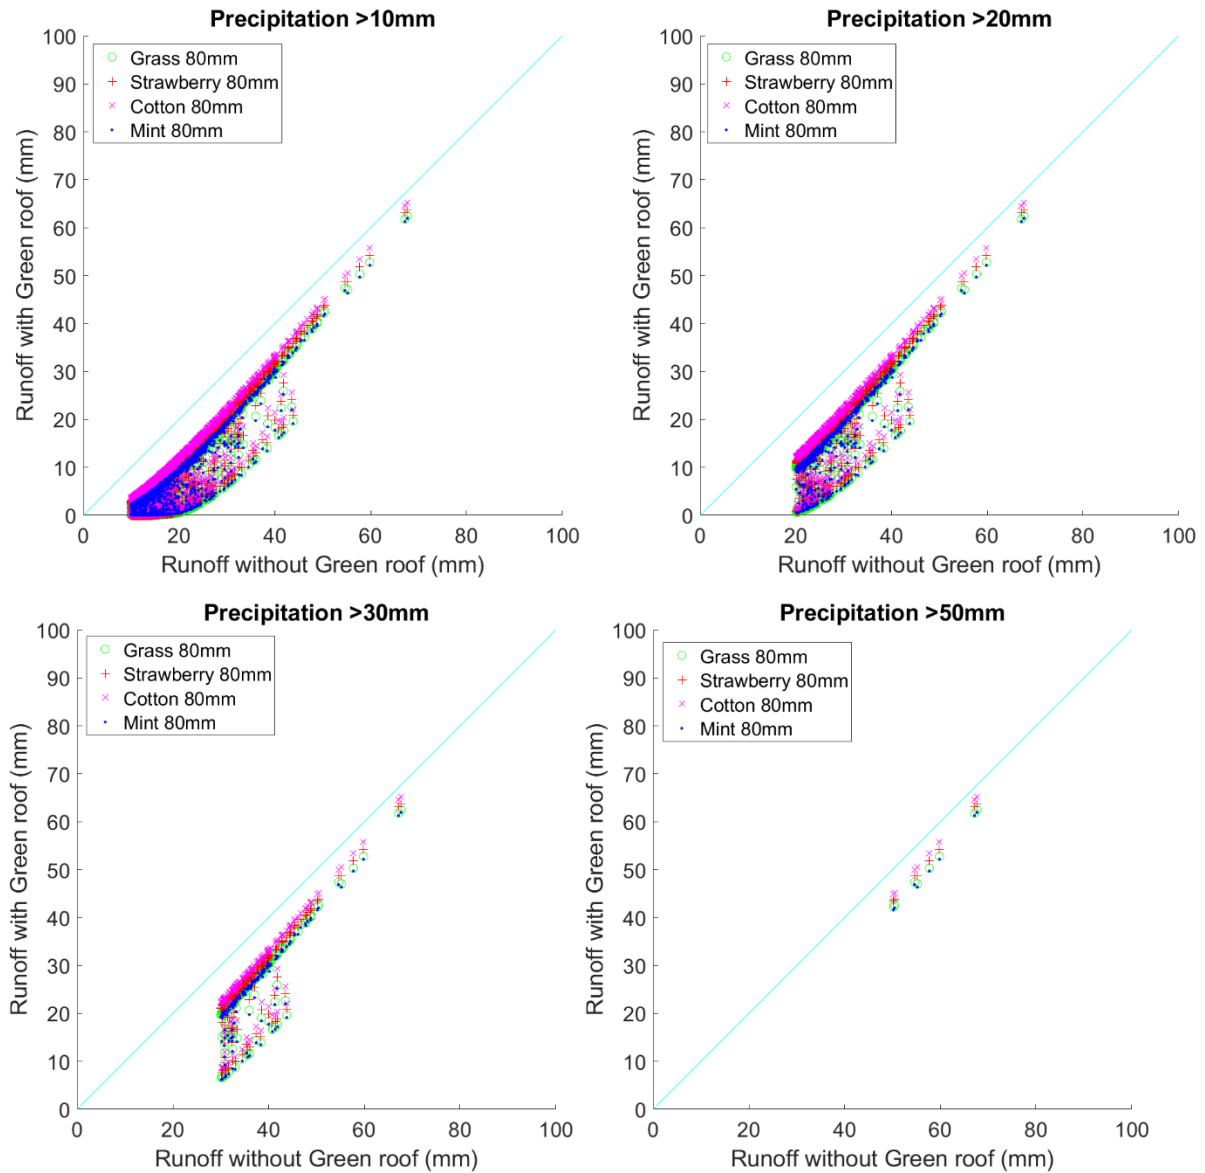 Precipitation >10mm
100
90
80
70
60
50
40
30
20
10
0
Runoff with Green roof (mm)
Grass 80mm
Strawberry 80mm
Cotton 80mm
Mint 80mm
0 20 40 60 80 100
Runoff without Green roof (mm)
Precipitation >20mm
100
90
80
70
60
50
40
30
20
10
0
Runoff with Green roof (mm)
Grass 80mm
Strawberry 80mm
Cotton 80mm
Mint 80mm
0 20 40 60 80 100
Runoff without Green roof (mm)
Precipitation >30mm
100
90
80
70
60
50
40
30
20
10
0
Runoff with Green roof (mm)
Grass 80mm
Strawberry 80mm
Cotton 80mm
Mint 80mm
0 20 40 60 80 100
Runoff without Green roof (mm)
Precipitation >50mm
100
90
80
70
60
50
40
30
20
10
0
Runoff with Green roof (mm)
Grass 80mm
Strawberry 80mm
Cotton 80mm
Mint 80mm
0 20 40 60 80 100
Runoff without Green roof (mm)